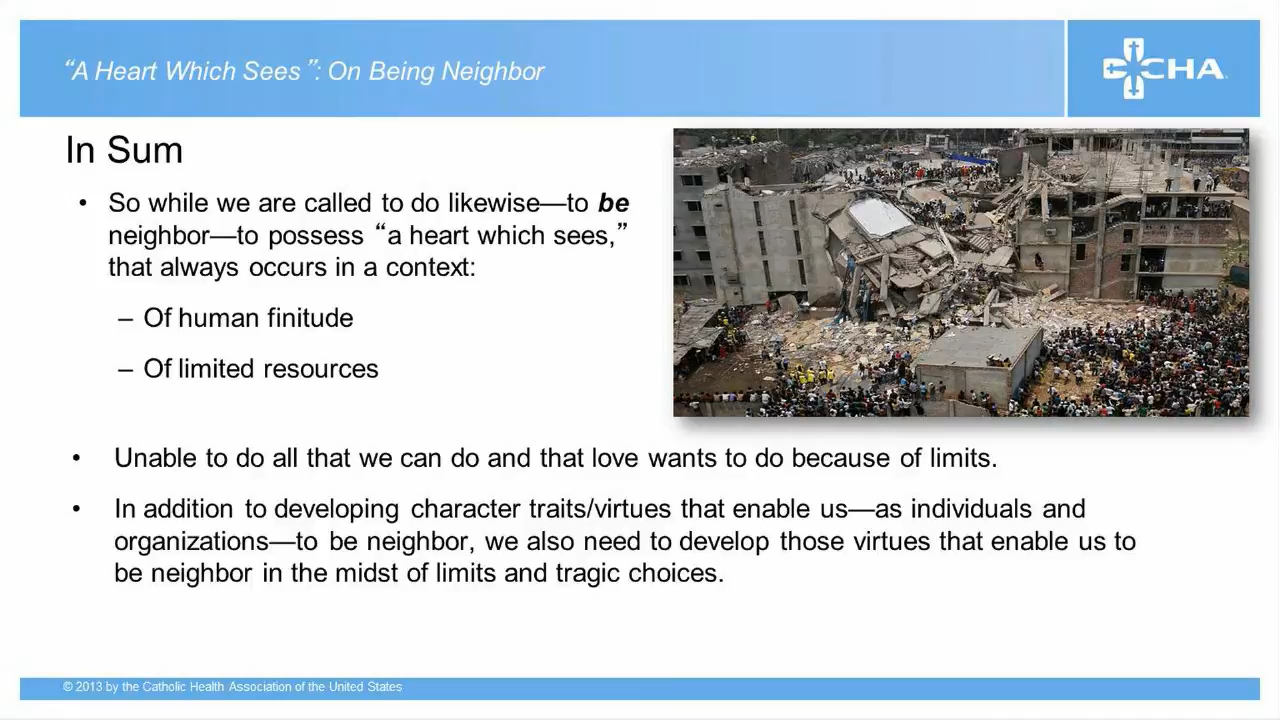 “A Heart Which Sees ”: On Being Neighbor
CHA
In Sum
• So while we are called to do likewise—to be
neighbor—to possess “a heart which sees,”
that always occurs in a context:
– Of human finitude
– Of limited resources
• Unable to do all that we can do and that love wants to do because of limits.
• In addition to developing character traits/virtues that enable us—as individuals and
organizations—to be neighbor, we also need to develop those virtues that enable us to
be neighbor in the midst of limits and tragic choices.
© 2013 by the Catholic Health Association of the United States